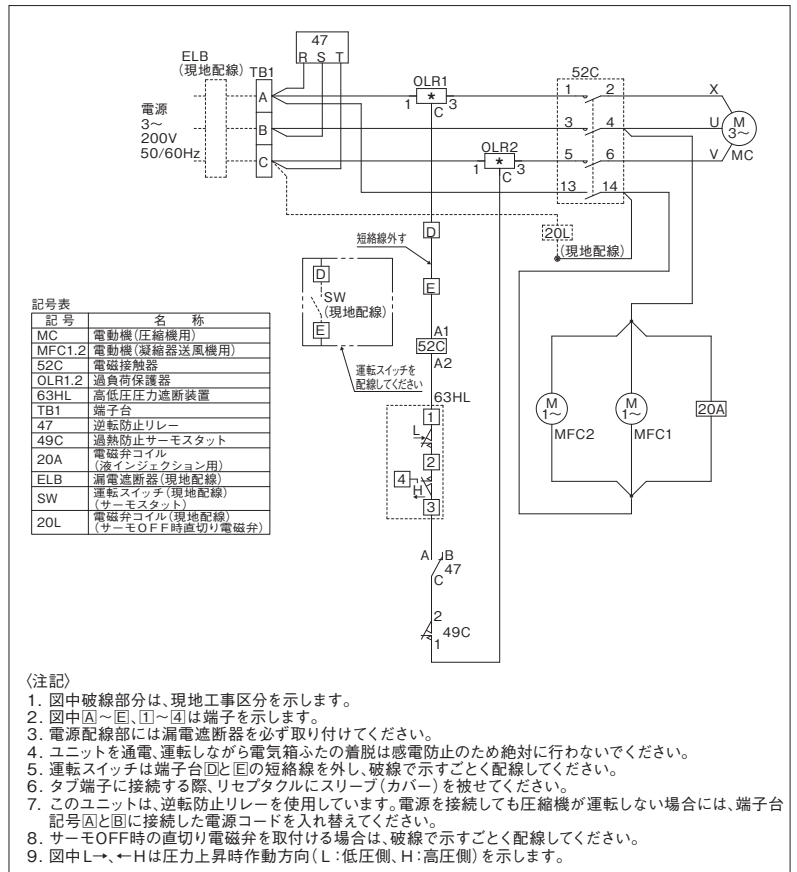 47
R S T
ELB
(現地配線)
TB1
A
B
C
電源
3～
200V
50/60Hz
OLR1
1 * 3
C
OLR2
1 * 3
C
52C
1 2
3 4
5 6
13 14
X
U
V
M
3～
MC
20L
(現地配線)
短絡線外す
D
E
D
SW
(現地配線)
E
運転スイッチを
配線してください
A1
52C
A2
63HL
1
L
2
4
H
3
A B
47
C
2
49C
1
M
1～
MFC2
M
1～
MFC1
20A
記号表
記 号 名 称
MC 電動機(圧縮機用)
MFC1.2 電動機(凝縮器送風機用)
52C 電磁接触器
OLR1.2 過負荷保護器
63HL 高低圧圧力遮断装置
TB1 端子台
47 逆転防止リレー
49C 過熱防止サーモスタット
20A 電磁弁コイル
(液インジェクション用)
ELB 漏電遮断器(現地配線)
SW 運転スイッチ(現地配線)
(サーモスタット)
20L 電磁弁コイル(現地配線)
(サーモOFF時直切り電磁弁)
〈注記〉
1. 図中破線部分は、現地工事区分を示します。
2. 図中A～E、1～4は端子を示します。
3. 電源配線部には漏電遮断器を必ず取り付けてください。
4. ユニットを通電、運転しながら電気箱ふたの着脱は感電防止のため絶対に行わないでください。
5. 運転スイッチは端子台DとEの短絡線を外し、破線で示すごとく配線してください。
6. タブ端子に接続する際、リセプタクルにスリーブ(カバー)を被せてください。
7. このユニットは、逆転防止リレーを使用しています。電源を接続しても圧縮機が運転しない場合には、端子台
記号AとBに接続した電源コードを入れ替えてください。
8. サーモOFF時の直切り電磁弁を取付ける場合は、破線で示すごとく配線してください。
9. 図中L→、←Hは圧力上昇時作動方向(L:低圧側、H:高圧側)を示します。